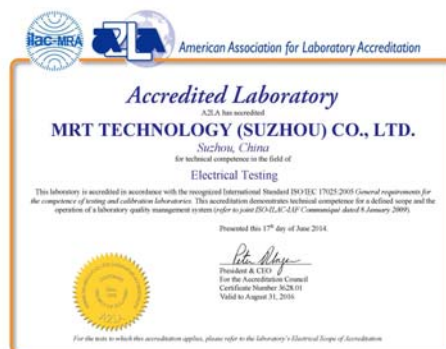 ilac-MRA
A2LA
American Association for Laboratory Accreditation
Accredited Laboratory
A2LA has accredited
MRT TECHNOLOGY (SUZHOU) CO., LTD.
Suzhou, China
for technical competence in the field of
Electrical Testing
This laboratory is accredited in accordance with the recognized International Standard ISO/IEC 17025:2005 General requirements for
the competence of testing and calibration laboratories. This accreditation demonstrates technical competence for a defined scope and the
operation of a laboratory quality management system (refer to joint ISO-ILAC-IAF Communiqué dated 8 January 2009).
Presented this 17th day of June 2014.
President & CEO
For the Accreditation Council
Certificate Number 3628.01
Valid to August 31, 2016
A2LA
For the tests to which this accreditation applies, please refer to the laboratory's Electrical Scope of Accreditation.